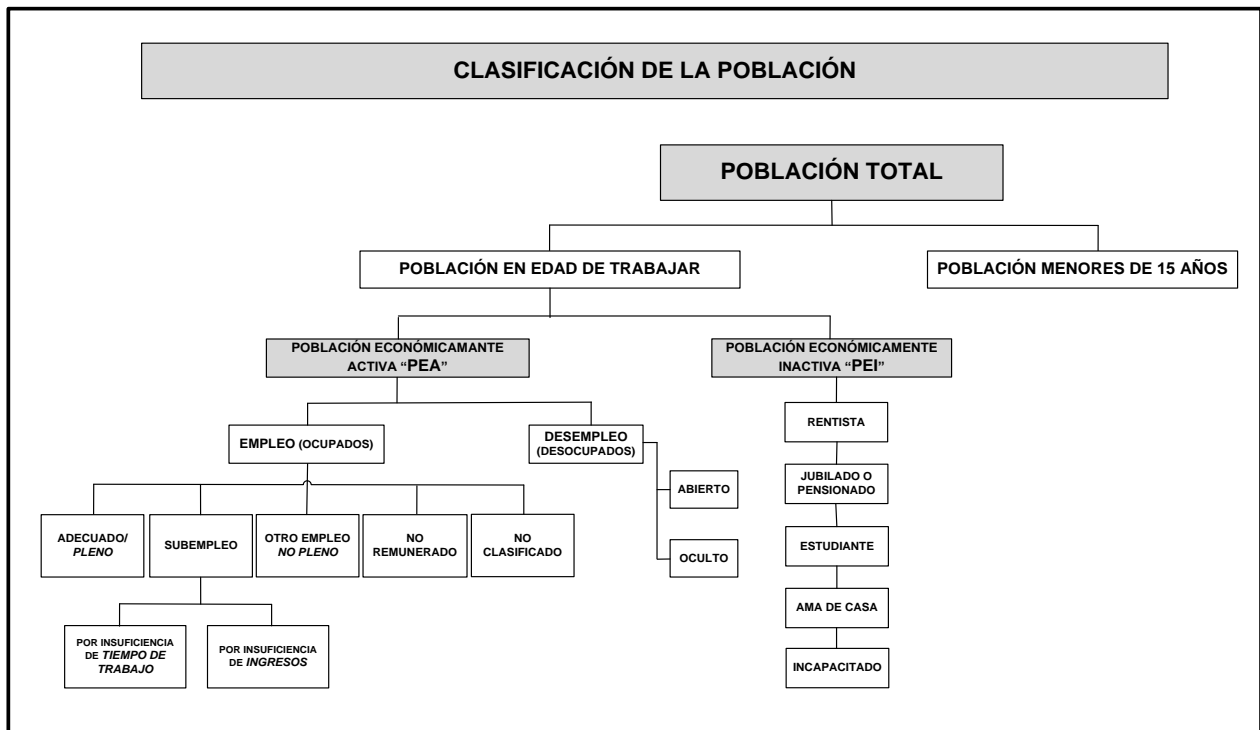 CLASIFICACIÓN DE LA POBLACIÓN
POBLACIÓN TOTAL
POBLACIÓN EN EDAD DE TRABAJAR
POBLACIÓN MENORES DE 15 AÑOS
POBLACIÓN ECONÓMICAMANTE
ACTIVA “PEA”
POBLACIÓN ECONÓMICAMENTE
INACTIVA “PEI”
EMPLEO (OCUPADOS)
DESEMPLEO
(DESOCUPADOS)
RENTISTA
JUBILADO O
PENSIONADO
ABIERTO
ADECUADO/
PLENO
SUBEMPLEO
OTRO EMPLEO
NO PLENO
NO
REMUNERADO
NO
CLASIFICADO
OCULTO
ESTUDIANTE
AMA DE CASA
POR INSUFICIENCIA
DE TIEMPO DE
TRABAJO
POR INSUFICIENCIA
DE INGRESOS
INCAPACITADO